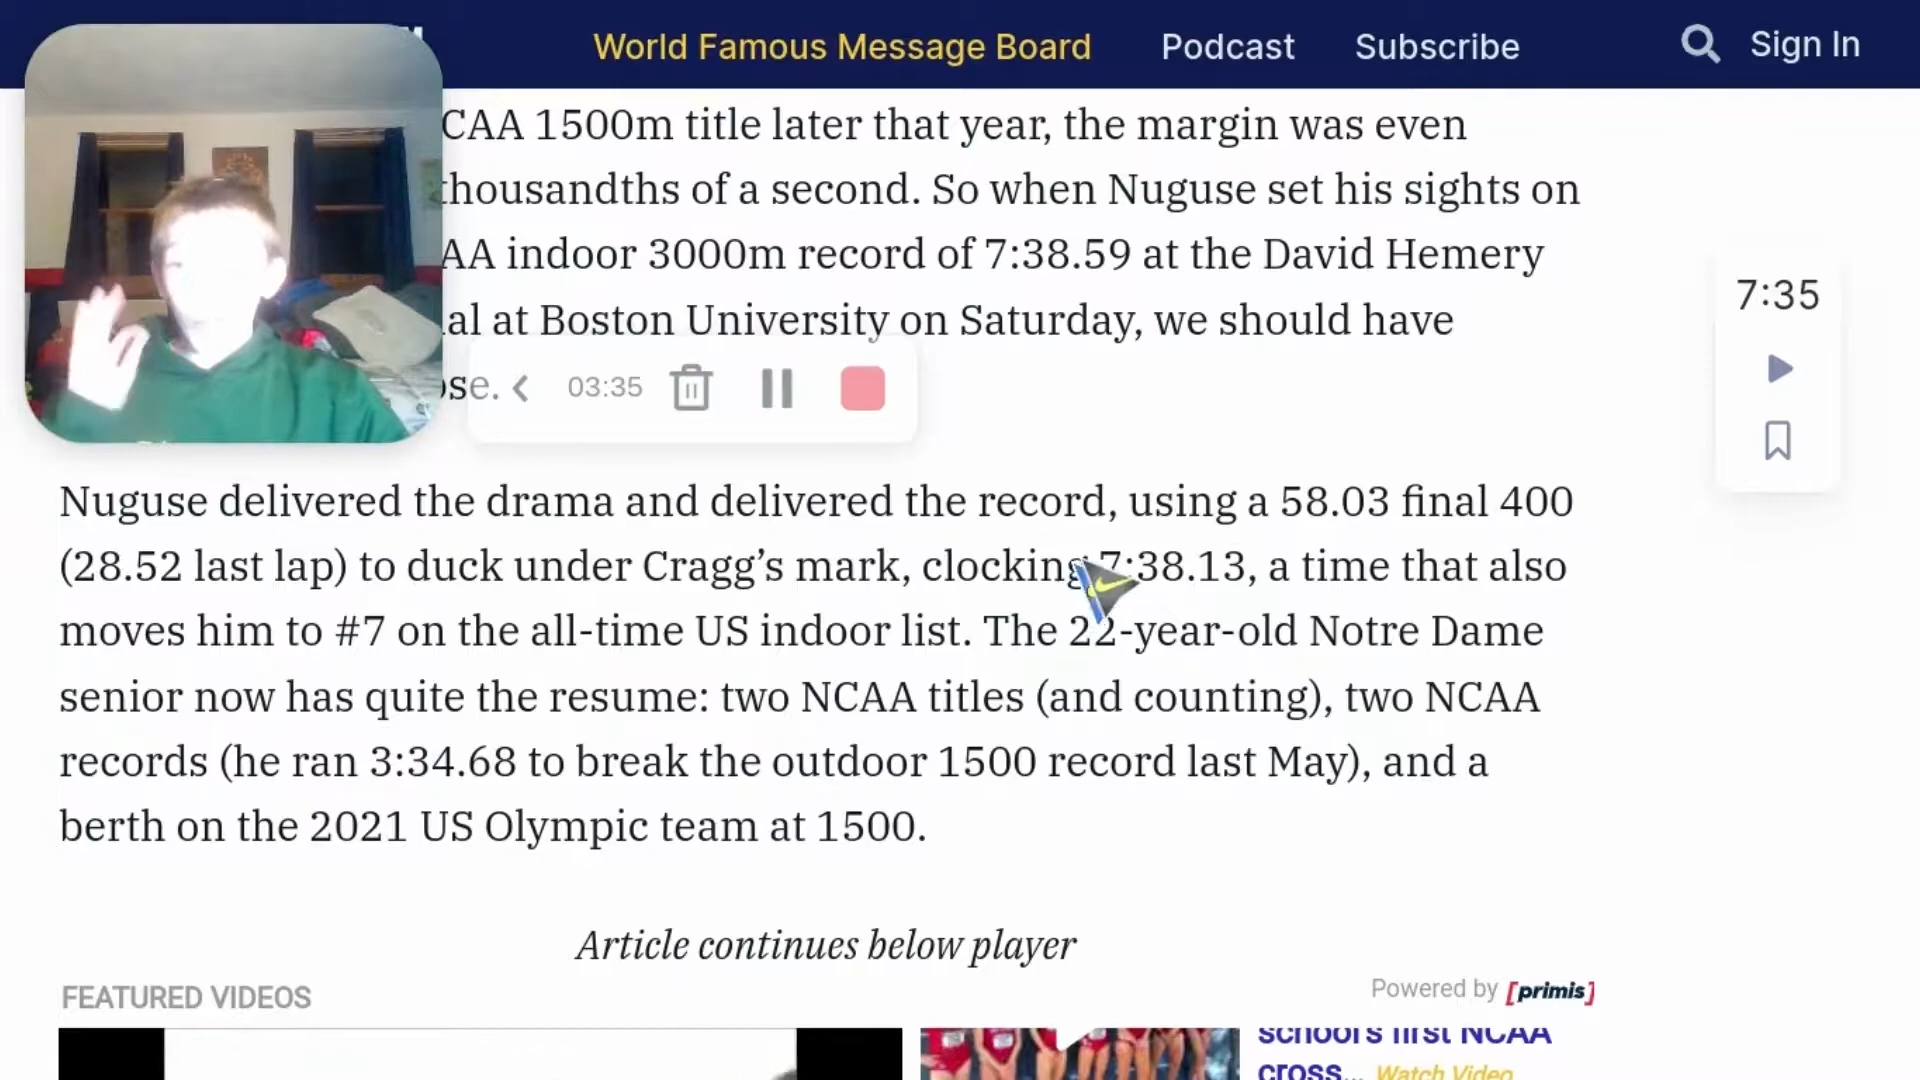 World Famous Message Board Podcast Subscribe Sign In
CAA 1500m title later that year, the margin was even
thousandths of a second. So when Nuguse set his sights on
AA indoor 3000m record of 7:38.59 at the David Hemery
al at Boston University on Saturday, we should have
ose.
03:35
7:35
Nuguse delivered the drama and delivered the record, using a 58.03 final 400
(28.52 last lap) to duck under Cragg’s mark, clocking 7:38.13, a time that also
moves him to #7 on the all-time US indoor list. The 22-year-old Notre Dame
senior now has quite the resume: two NCAA titles (and counting), two NCAA
records (he ran 3:34.68 to break the outdoor 1500 record last May), and a
berth on the 2021 US Olympic team at 1500.
Article continues below player
FEATURED VIDEOS
Powered by [primis]
school's first NCAA
cross... Watch Video